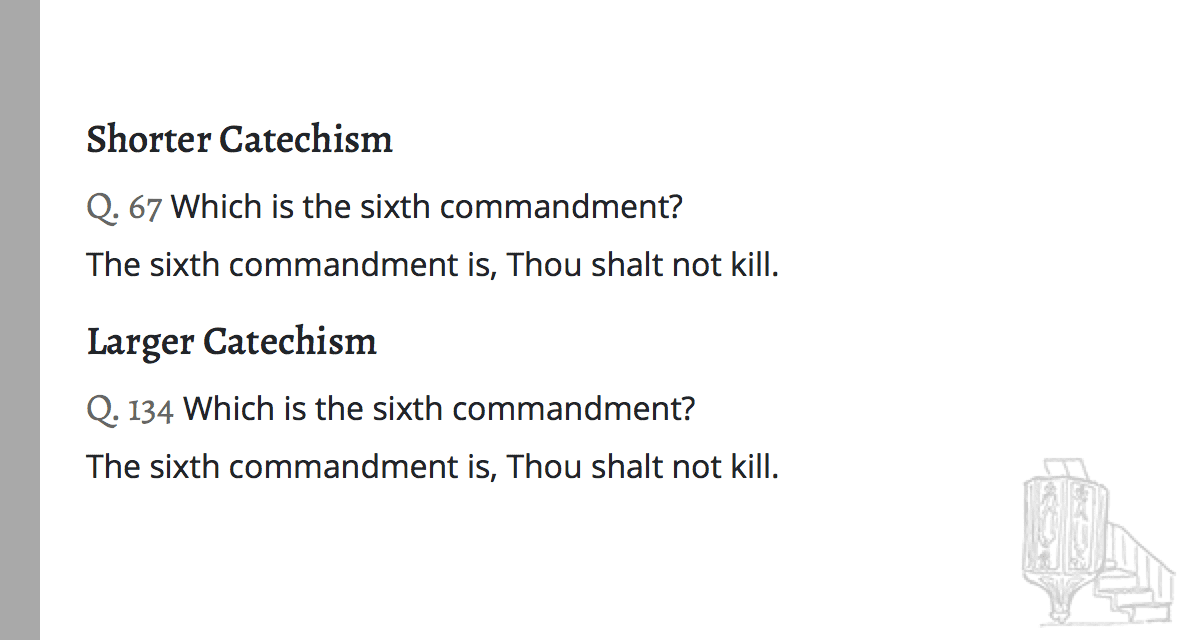 Shorter Catechism
Q. 67 Which is the sixth commandment?
The sixth commandment is, Thou shalt not kill.
Larger Catechism
Q. 134 Which is the sixth commandment?
The sixth commandment is, Thou shalt not kill.